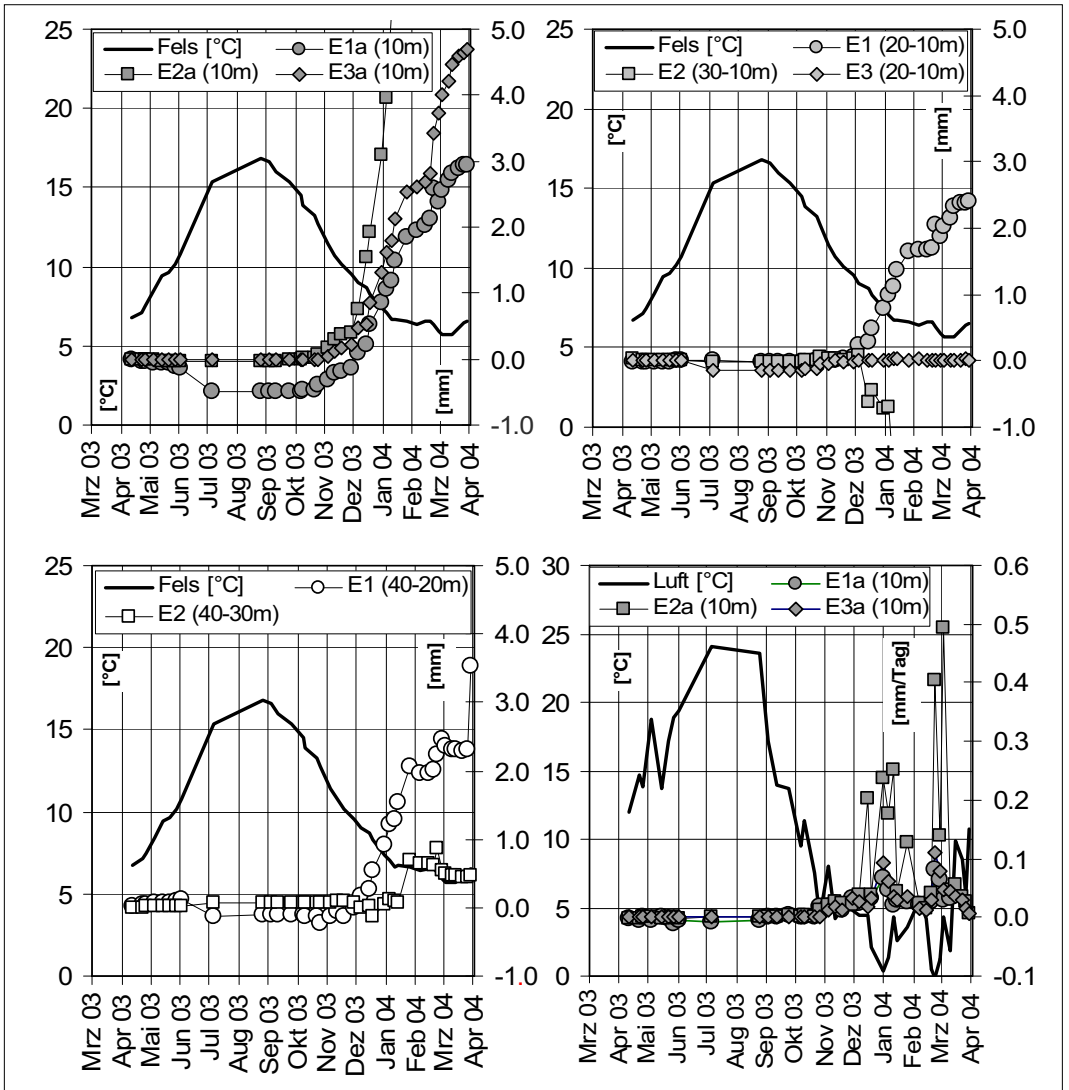 Fels [°C] E1a (10m)
E2a (10m) E3a (10m)
25 20 15 10 5 0
[°C]
5.0 4.0 3.0 2.0 1.0 0.0 -1.0
[mm]
Mrz 03 Apr 03 Mai 03 Jun 03 Jul 03 Aug 03 Sep 03 Okt 03 Nov 03 Dez 03 Jan 04 Feb 04 Mrz 04 Apr 04
Fels [°C] E1 (20-10m)
E2 (30-10m) E3 (20-10m)
25 20 15 10 5 0
[°C]
5.0 4.0 3.0 2.0 1.0 0.0 -1.0
[mm]
Mrz 03 Apr 03 Mai 03 Jun 03 Jul 03 Aug 03 Sep 03 Okt 03 Nov 03 Dez 03 Jan 04 Feb 04 Mrz 04 Apr 04
Fels [°C] E1 (40-20m)
E2 (40-30m)
25 20 15 10 5 0
[°C]
5.0 4.0 3.0 2.0 1.0 0.0 -1.0
[mm]
Mrz 03 Apr 03 Mai 03 Jun 03 Jul 03 Aug 03 Sep 03 Okt 03 Nov 03 Dez 03 Jan 04 Feb 04 Mrz 04 Apr 04
Luft [°C] E1a (10m)
E2a (10m) E3a (10m)
30 25 20 15 10 5 0
[°C]
0.6 0.5 0.4 0.3 0.2 0.1 0.0 -0.1
[mm/Tag]
Mrz 03 Apr 03 Mai 03 Jun 03 Jul 03 Aug 03 Sep 03 Okt 03 Nov 03 Dez 03 Jan 04 Feb 04 Mrz 04 Apr 04